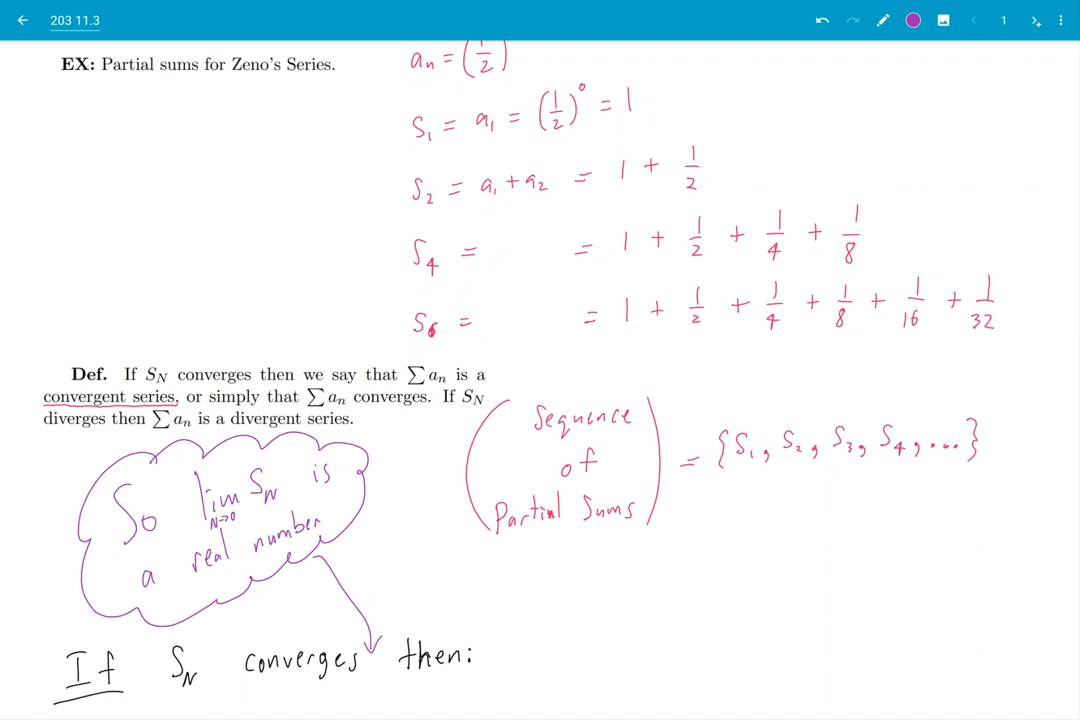 203 11.3
1
EX: Partial sums for Zeno's Series.
aₙ = (1/2)
S₁ = a₁ = (1/2)⁰ = 1
S₂ = a₁ + a₂ = 1 + 1/2
S₄ = = 1 + 1/2 + 1/4 + 1/8
S₆ = = 1 + 1/2 + 1/4 + 1/8 + 1/16 + 1/32
Def. If S_N converges then we say that ∑ aₙ is a
convergent series, or simply that ∑ aₙ converges. If S_N
diverges then ∑ aₙ is a divergent series.
(Sequence
of
Partial Sums) = {S₁, S₂, S₃, S₄, ....}
So lim S_N is
N→0
a real number
If S_N converges then: